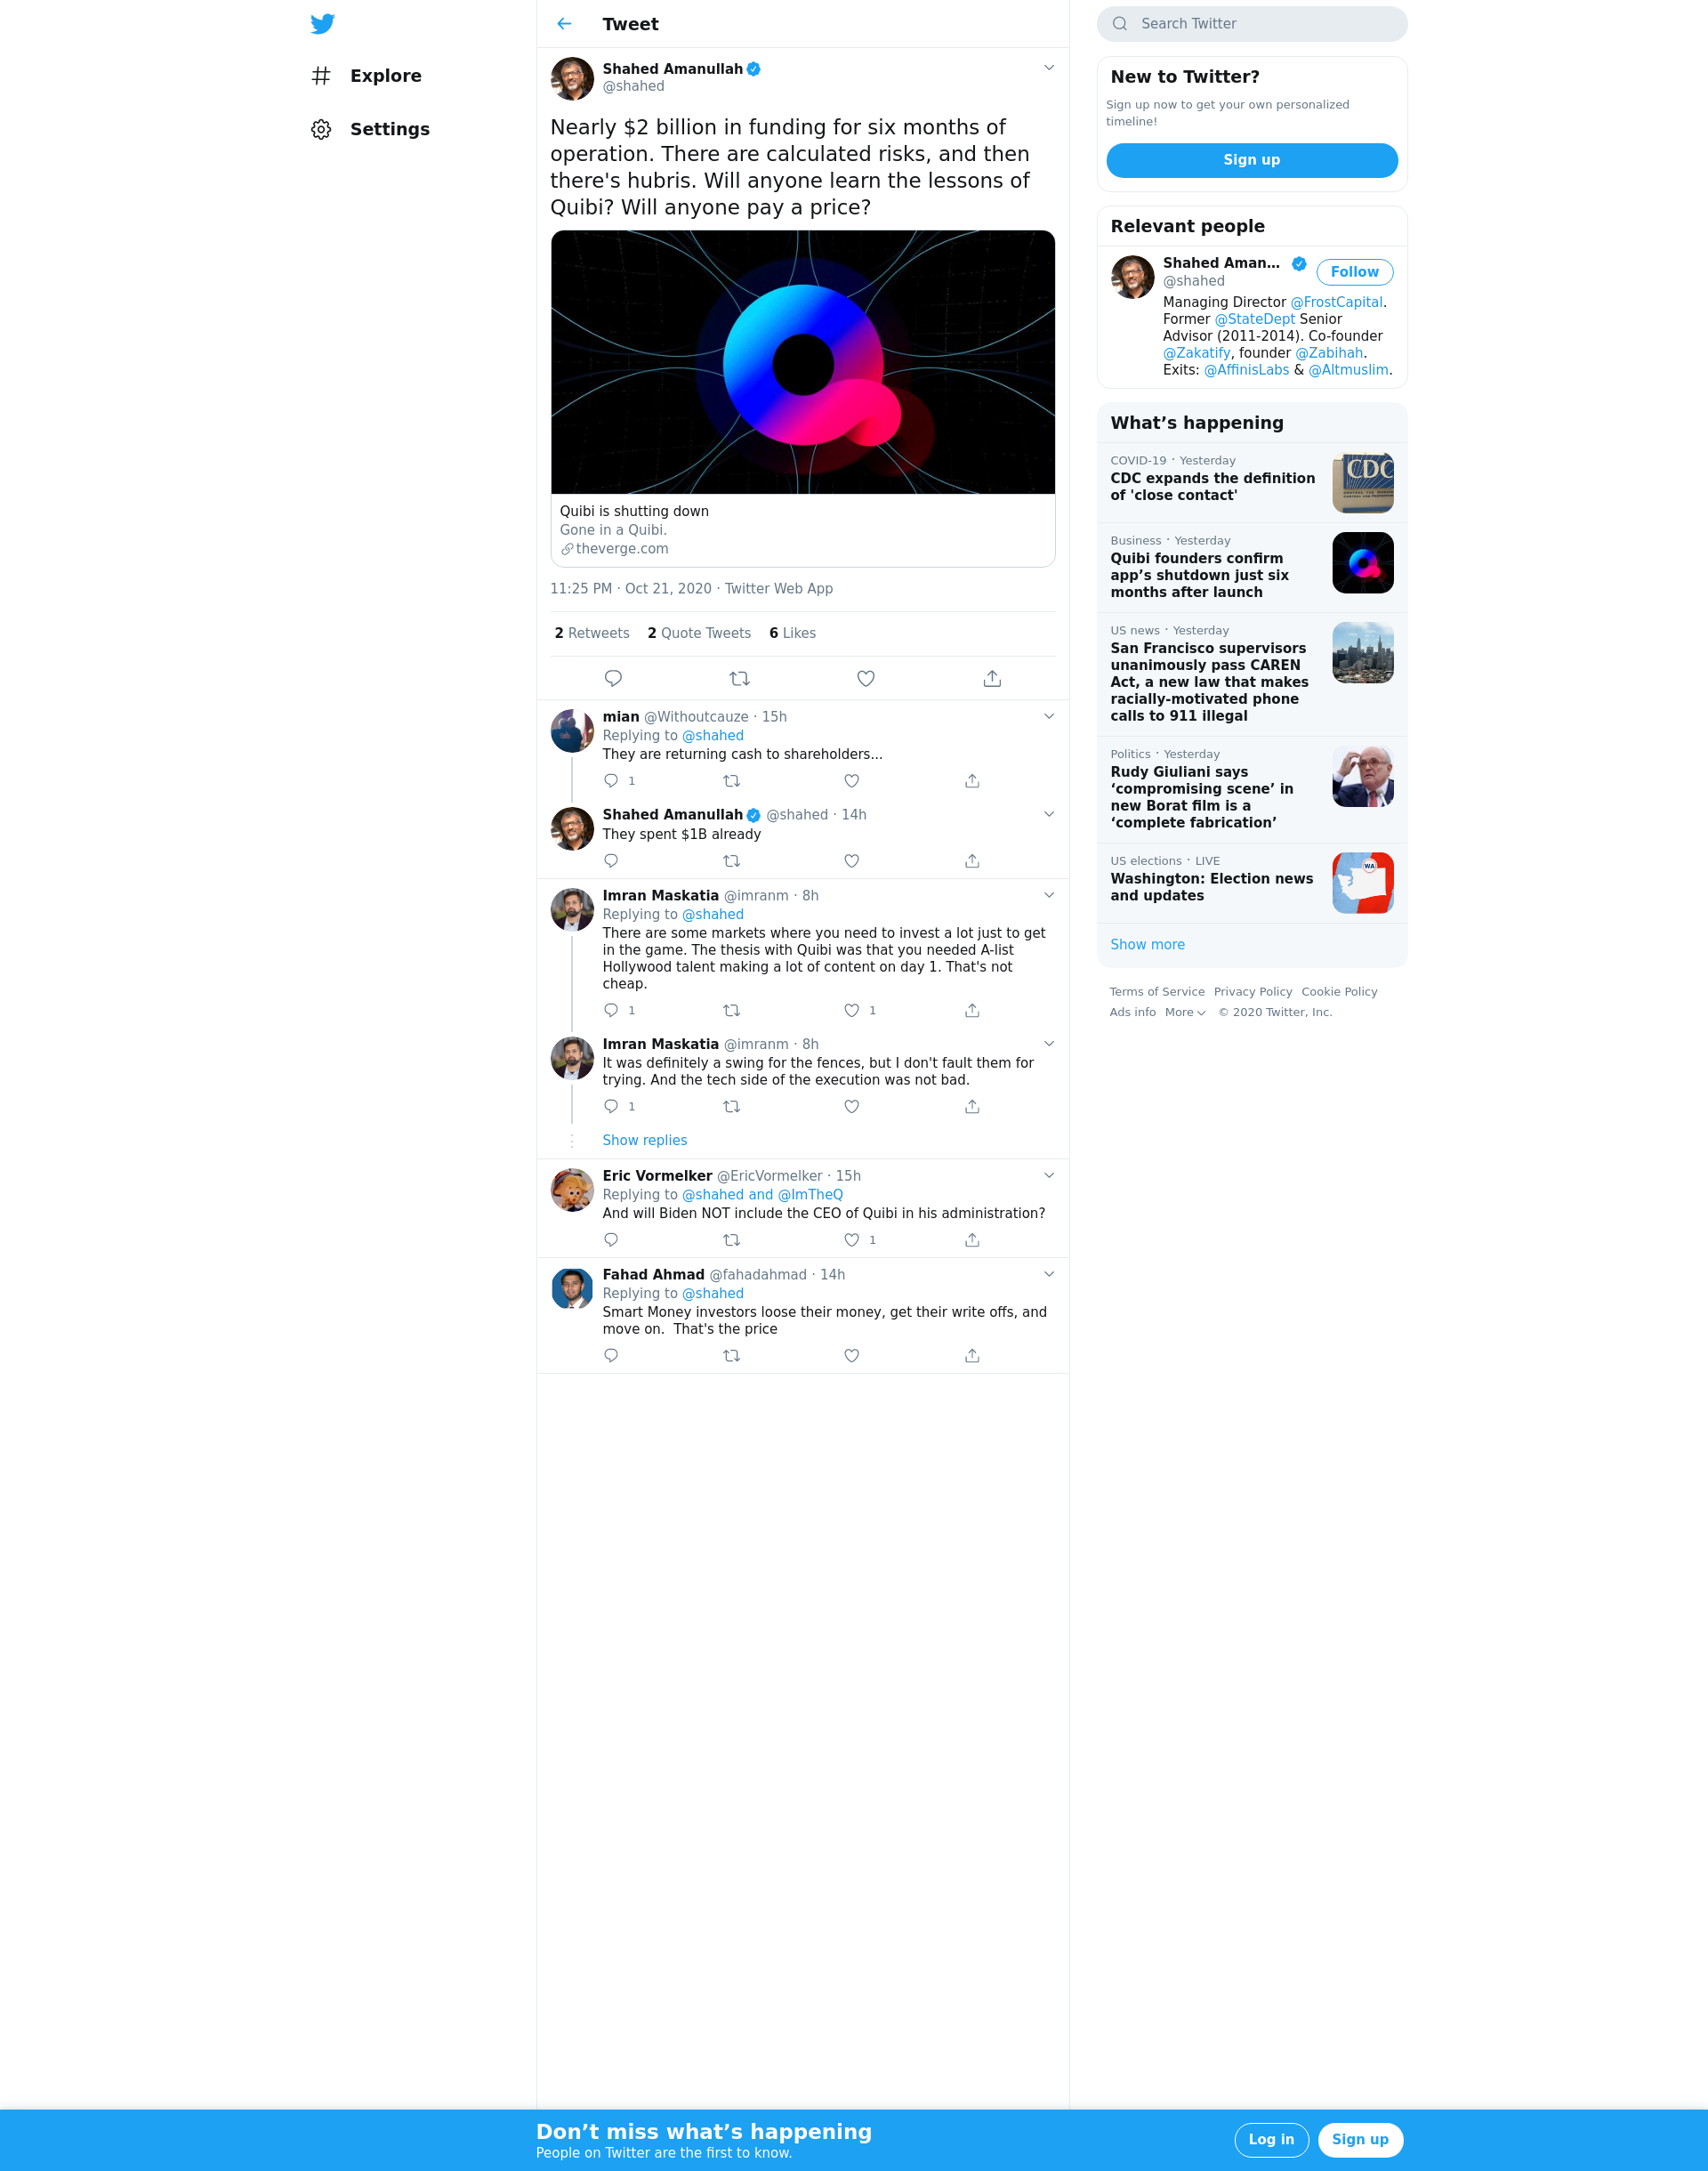 Explore
Settings
Tweet
Shahed Amanullah
@shahed
Nearly $2 billion in funding for six months of
operation. There are calculated risks, and then
there's hubris. Will anyone learn the lessons of
Quibi? Will anyone pay a price?
Quibi is shutting down
Gone in a Quibi.
theverge.com
11:25 PM · Oct 21, 2020 · Twitter Web App
2 Retweets 2 Quote Tweets 6 Likes
mian @Withoutcauze · 15h
Replying to @shahed
They are returning cash to shareholders...
1
Shahed Amanullah @shahed · 14h
They spent $1B already
Imran Maskatia @imranm · 8h
Replying to @shahed
There are some markets where you need to invest a lot just to get
in the game. The thesis with Quibi was that you needed A-list
Hollywood talent making a lot of content on day 1. That's not
cheap.
1 1
Imran Maskatia @imranm · 8h
It was definitely a swing for the fences, but I don't fault them for
trying. And the tech side of the execution was not bad.
1
Show replies
Eric Vormelker @EricVormelker · 15h
Replying to @shahed and @ImTheQ
And will Biden NOT include the CEO of Quibi in his administration?
1
Fahad Ahmad @fahadahmad · 14h
Replying to @shahed
Smart Money investors loose their money, get their write offs, and
move on.  That's the price
Search Twitter
New to Twitter?
Sign up now to get your own personalized
timeline!
Sign up
Relevant people
Shahed Aman...
Follow
@shahed
Managing Director @FrostCapital.
Former @StateDept Senior
Advisor (2011-2014). Co-founder
@Zakatify, founder @Zabihah.
Exits: @AffinisLabs & @Altmuslim.
What’s happening
COVID-19 · Yesterday
CDC expands the definition
of 'close contact'
CDC
Business · Yesterday
Quibi founders confirm
app’s shutdown just six
months after launch
US news · Yesterday
San Francisco supervisors
unanimously pass CAREN
Act, a new law that makes
racially-motivated phone
calls to 911 illegal
Politics · Yesterday
Rudy Giuliani says
‘compromising scene’ in
new Borat film is a
‘complete fabrication’
US elections · LIVE
Washington: Election news
and updates
WA
Show more
Terms of Service Privacy Policy Cookie Policy
Ads info More © 2020 Twitter, Inc.
Don’t miss what’s happening
People on Twitter are the first to know.
Log in
Sign up